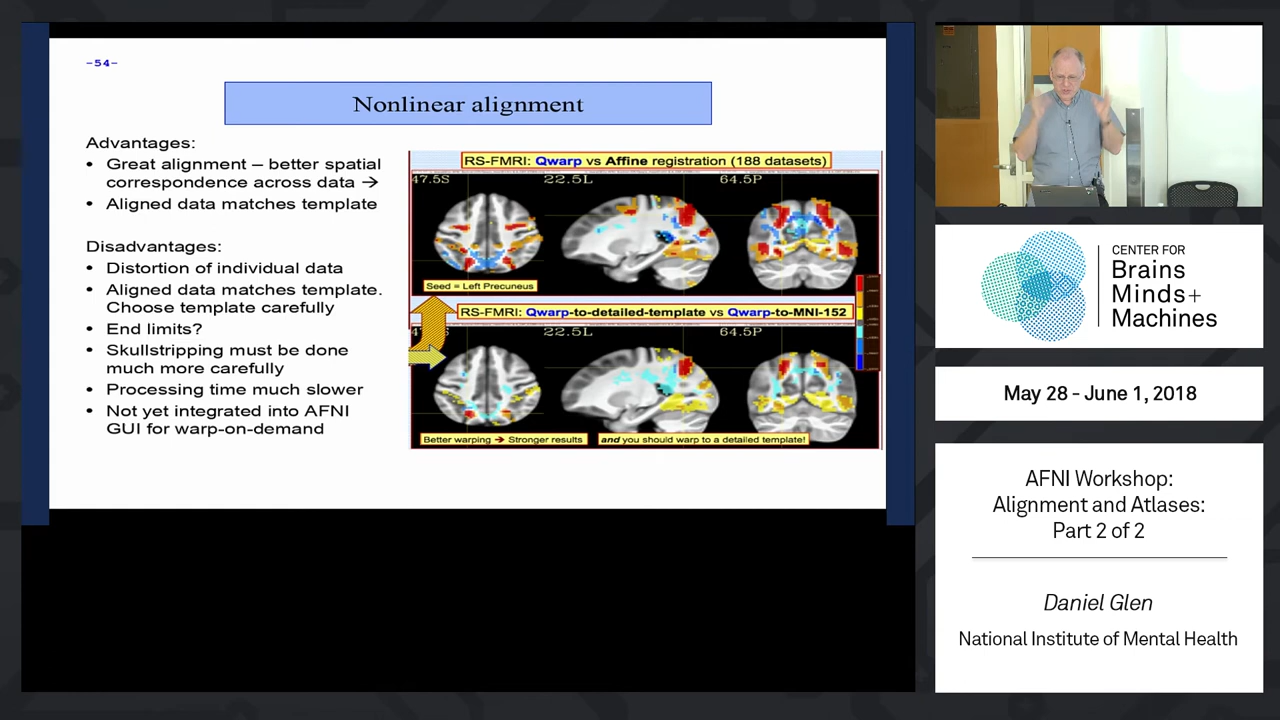 -54-
Nonlinear alignment
Advantages:
• Great alignment – better spatial
correspondence across data →
• Aligned data matches template
Disadvantages:
• Distortion of individual data
• Aligned data matches template.
Choose template carefully
• End limits?
• Skullstripping must be done
much more carefully
• Processing time much slower
• Not yet integrated into AFNI
GUI for warp-on-demand
RS-FMRI: Qwarp vs Affine registration (188 datasets)
47.5S 22.5L 64.5P
Seed = Left Precuneus
RS-FMRI: Qwarp-to-detailed-template vs Qwarp-to-MNI-152
22.5L 64.5P
Better warping → Stronger results
and you should warp to a detailed template!
CENTER FOR
Brains
Minds+
Machines
May 28 - June 1, 2018
AFNI Workshop:
Alignment and Atlases:
Part 2 of 2
Daniel Glen
National Institute of Mental Health